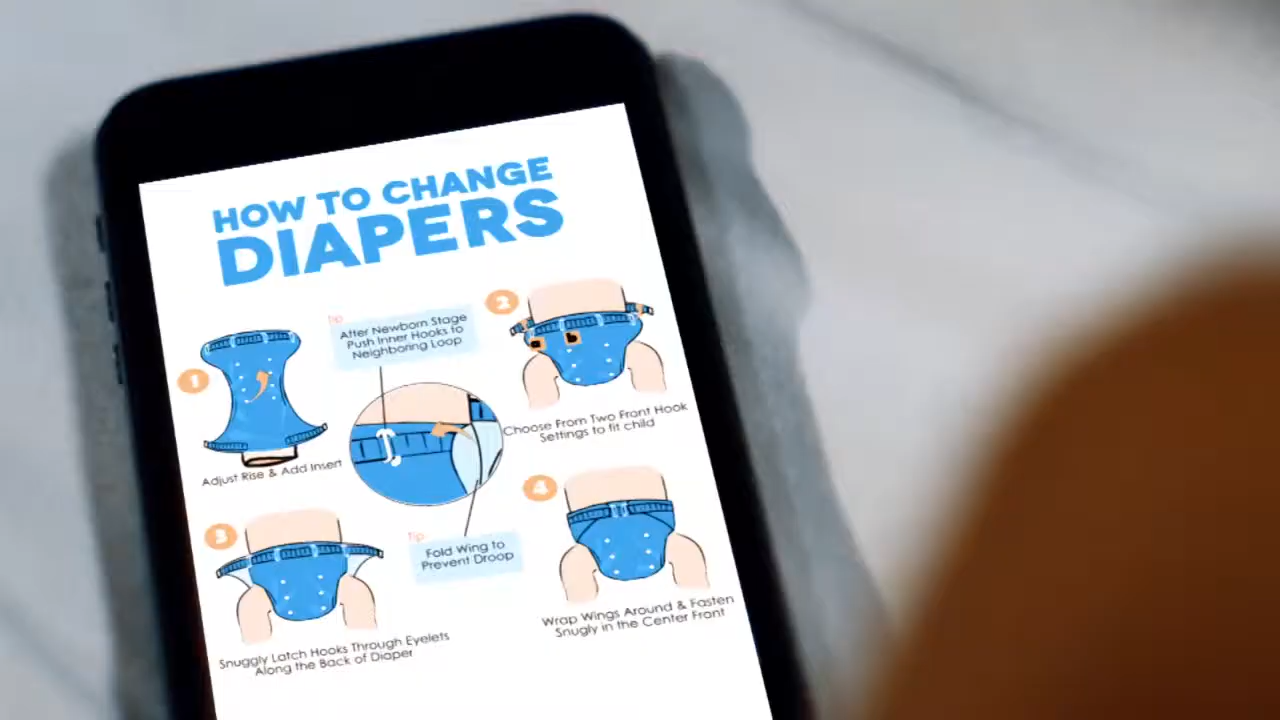 HOW TO CHANGE
DIAPERS
1
Adjust Rise & Add Insert
Tip
After Newborn Stage
Push Inner Hooks to
Neighboring Loop
2
Choose From Two Front Hook
Settings to fit child
3
Snuggly Latch Hooks Through Eyelets
Along the Back of Diaper
Tip
Fold Wing to
Prevent Droop
4
Wrap Wings Around & Fasten
Snugly in the Center Front